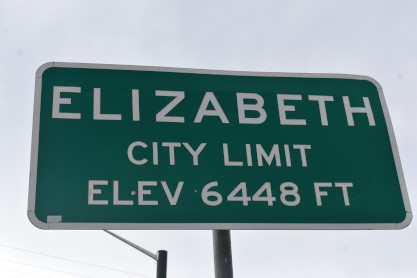 ELIZABETH
CITY LIMIT
ELEV 6448 FT